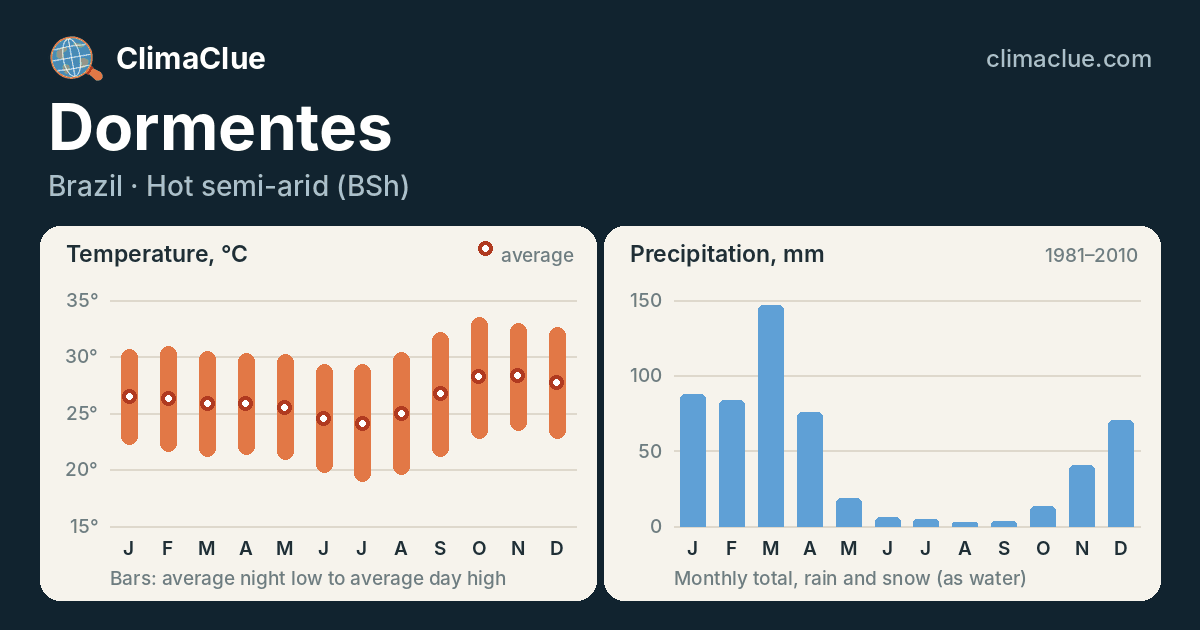 ClimaClue
climaclue.com
Dormentes
Brazil · Hot semi-arid (BSh)
Temperature, °C
average
35°
30°
25°
20°
15°
J F M A M J J A S O N D
Bars: average night low to average day high
Precipitation, mm
1981–2010
150
100
50
0
J F M A M J J A S O N D
Monthly total, rain and snow (as water)